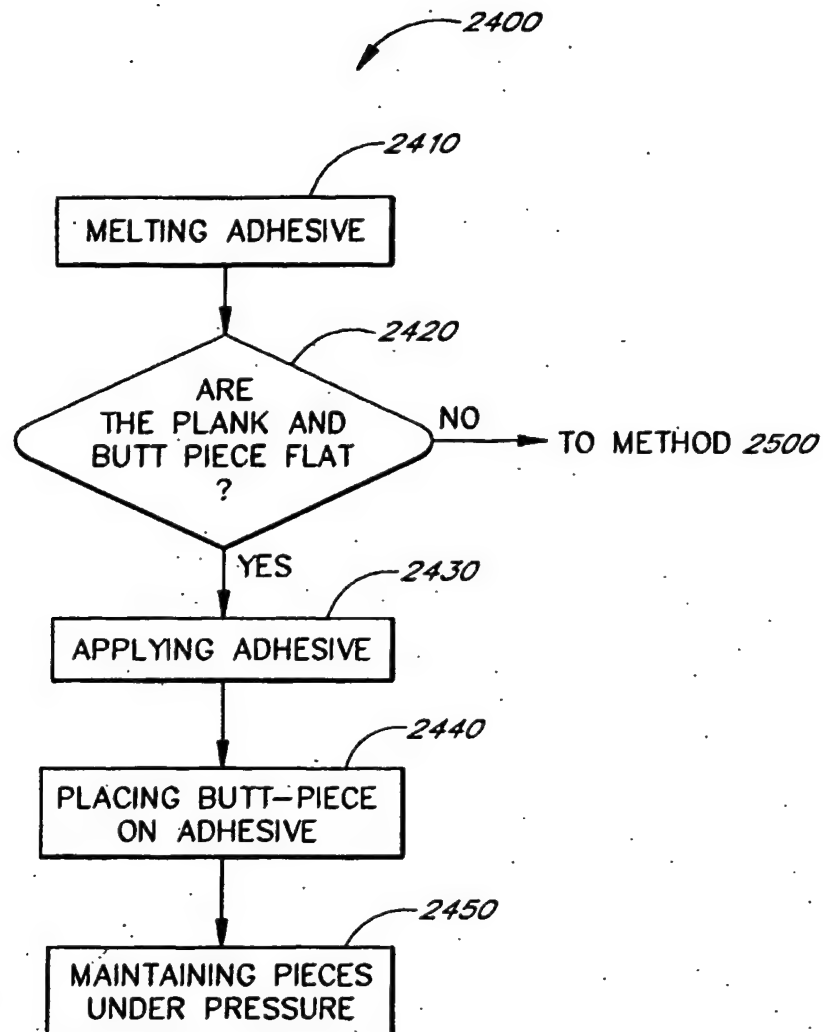 2400
2410
MELTING ADHESIVE
2420
ARE
THE PLANK AND
BUTT PIECE FLAT
?
NO
TO METHOD 2500
YES
2430
APPLYING ADHESIVE
2440
PLACING BUTT-PIECE
ON ADHESIVE
2450
MAINTAINING PIECES
UNDER PRESSURE